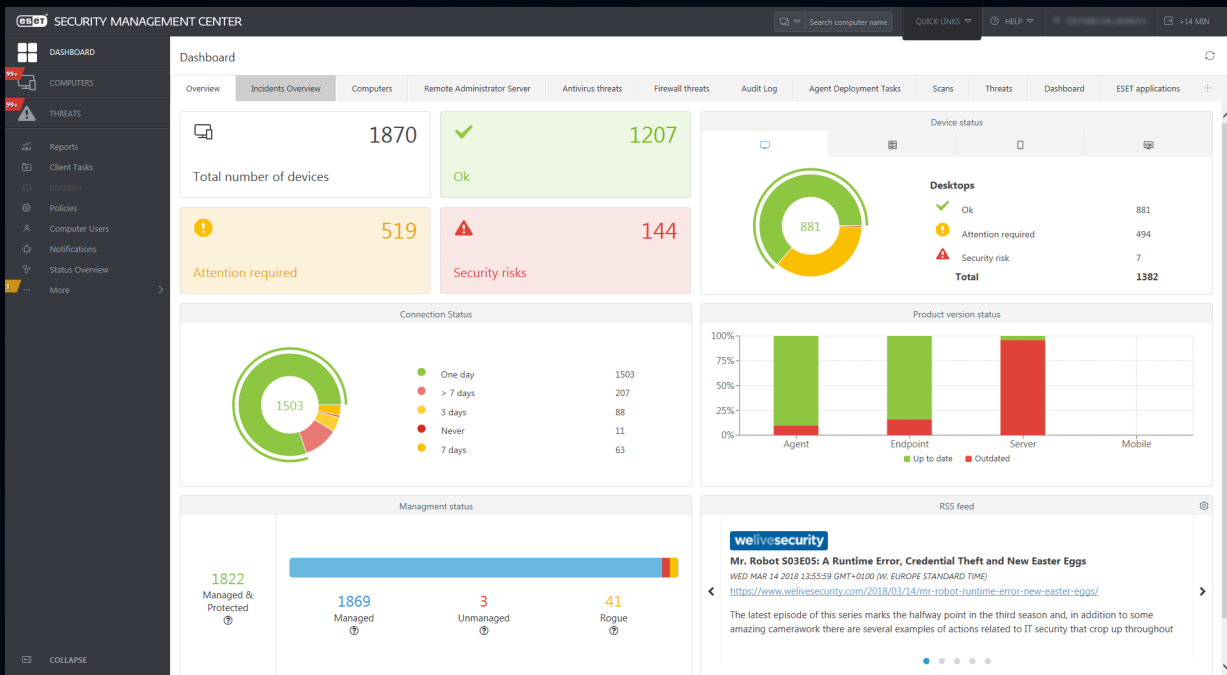 eset SECURITY MANAGEMENT CENTER
Search computer name
QUICK LINKS
HELP
>14 MIN
DASHBOARD
99+
COMPUTERS
99+
THREATS
Reports
Client Tasks
Installers
Policies
Computer Users
Notifications
Status Overview
More
COLLAPSE
Dashboard
Overview
Incidents Overview
Computers
Remote Administrator Server
Antivirus threats
Firewall threats
Audit Log
Agent Deployment Tasks
Scans
Threats
Dashboard
ESET applications
1870
Total number of devices
1207
Ok
519
Attention required
144
Security risks
Device status
881
Desktops
Ok 881
Attention required 494
Security risk 7
Total 1382
Connection Status
1503
One day 1503
> 7 days 207
3 days 88
Never 11
7 days 63
Product version status
100%
75%
50%
25%
0%
Agent Endpoint Server Mobile
Up to date Outdated
Managment status
1822
Managed &
Protected
1869
Managed
3
Unmanaged
41
Rogue
RSS feed
welivesecurity
Mr. Robot S03E05: A Runtime Error, Credential Theft and New Easter Eggs
WED MAR 14 2018 13:55:59 GMT+0100 (W. EUROPE STANDARD TIME)
https://www.welivesecurity.com/2018/03/14/mr-robot-runtime-error-new-easter-eggs/
The latest episode of this series marks the halfway point in the third season and, in addition to some
amazing camerawork there are several examples of actions related to IT security that crop up throughout